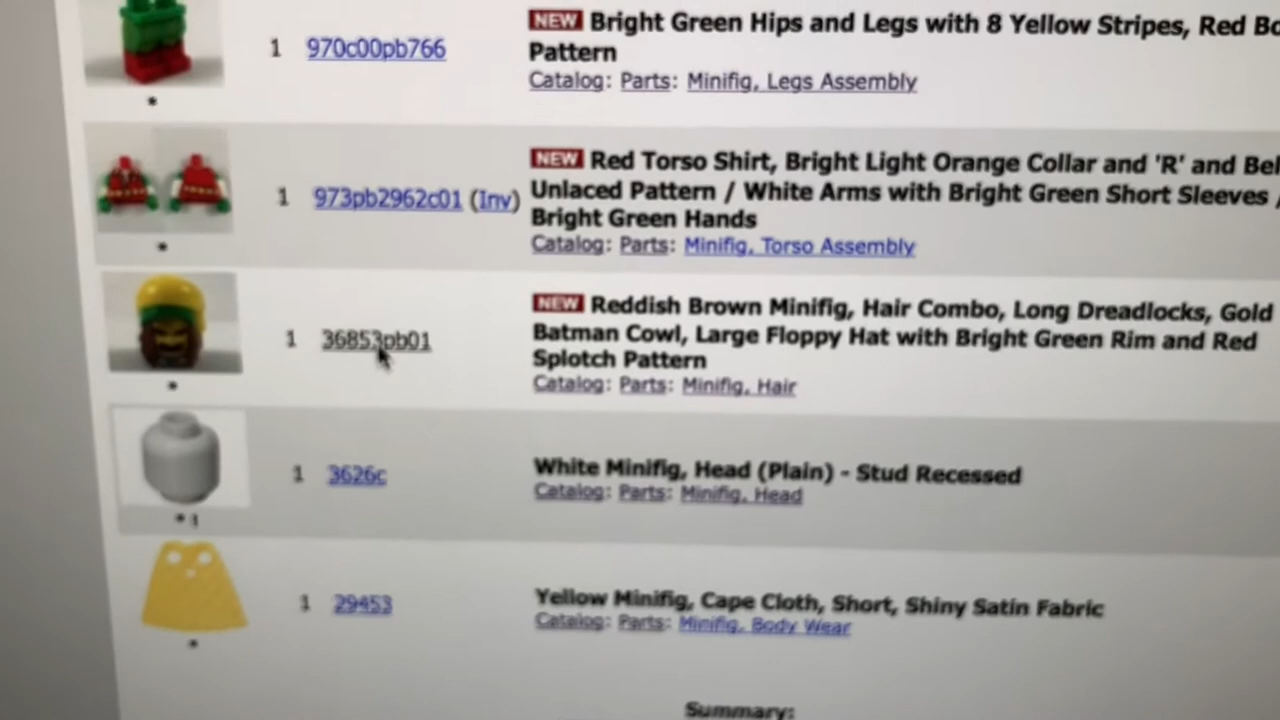 NEW Bright Green Hips and Legs with 8 Yellow Stripes, Red
1 970c00pb766
Pattern
Catalog: Parts: Minifig, Legs Assembly
NEW Red Torso Shirt, Bright Light Orange Collar and 'R' and
1 973pb2962c01 (Inv)
Unlaced Pattern / White Arms with Bright Green Short Sleeves /
Bright Green Hands
Catalog: Parts: Minifig, Torso Assembly
NEW Reddish Brown Minifig, Hair Combo, Long Dreadlocks, Gold
1 36853pb01
Batman Cowl, Large Floppy Hat with Bright Green Rim and Red
Splotch Pattern
Catalog: Parts: Minifig, Hair
1 3626c
White Minifig, Head (Plain) - Stud Recessed
Catalog: Parts: Minifig, Head
* !
1 29453
Yellow Minifig, Cape Cloth, Short, Shiny Satin Fabric
Catalog: Parts: Minifig, Body Wear
Summary: